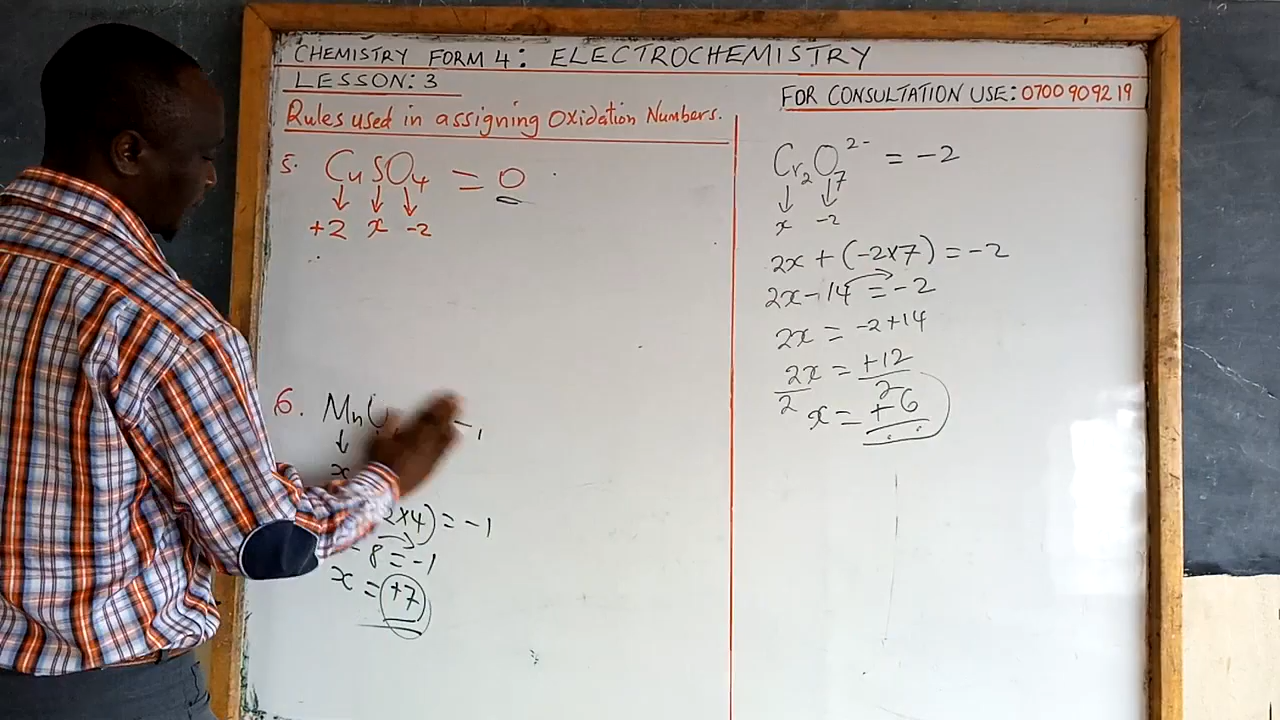 CHEMISTRY FORM 4: ELECTROCHEMISTRY
LESSON: 3
FOR CONSULTATION USE: 0700 909219
Rules used in assigning Oxidation Numbers.
5. CuSO₄ = 0
↓ ↓ ↓
+2 x -2
6. Mn
-1
↓
x
2x4) = -1
- 8 = -1
x = +7
Cr₂O₇²⁻ = -2
↓ ↓
x -2
2x + (-2x7) = -2
2x - 14 = -2
2x = -2+14
2x/2 = +12/2
x = +6